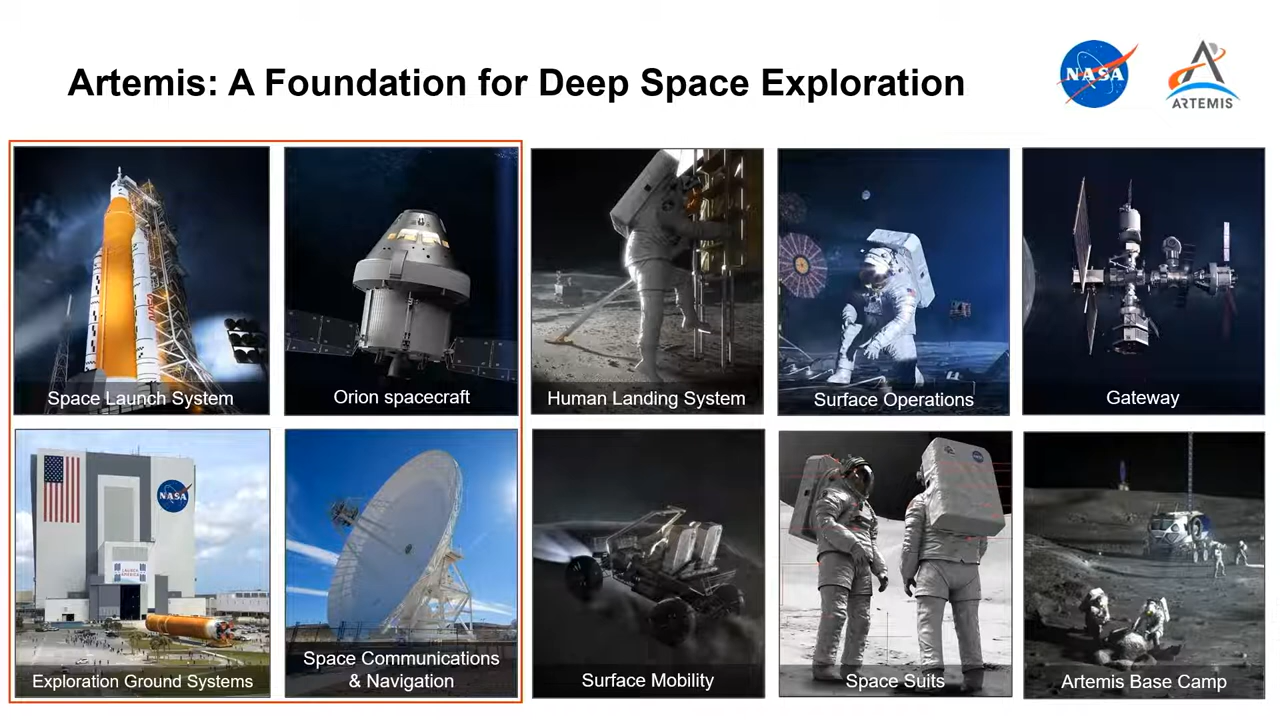 Artemis: A Foundation for Deep Space Exploration
NASA
ARTEMIS
Space Launch System
Orion spacecraft
Human Landing System
Surface Operations
Gateway
NASA
Exploration Ground Systems
Space Communications
& Navigation
Surface Mobility
Space Suits
Artemis Base Camp